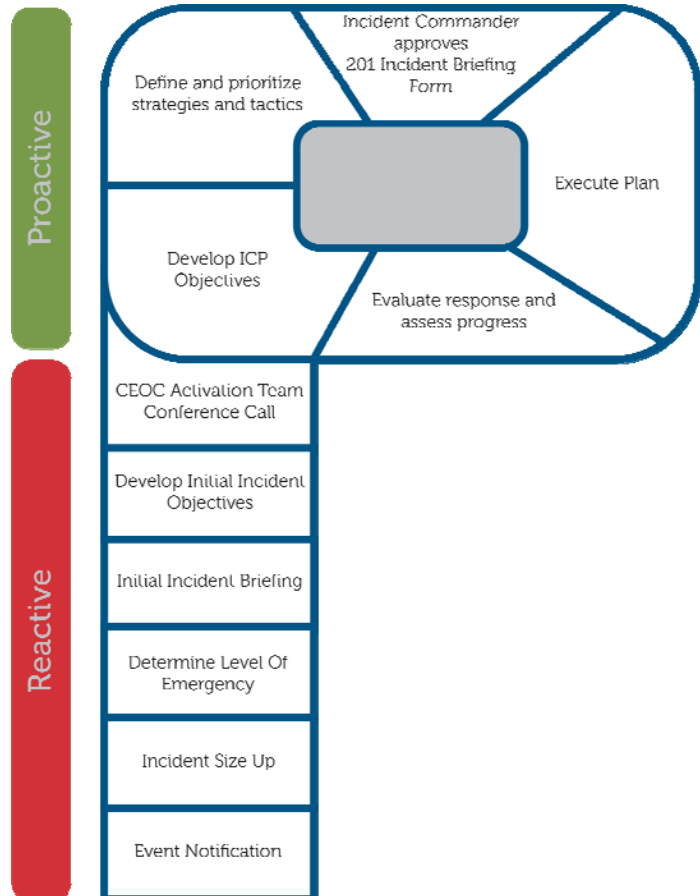 Proactive
Define and prioritize
strategies and tactics
Incident Commander
approves
201 Incident Briefing
Form
Execute Plan
Develop ICP
Objectives
Evaluate response and
assess progress
Reactive
CEOC Activation Team
Conference Call
Develop Initial Incident
Objectives
Initial Incident Briefing
Determine Level Of
Emergency
Incident Size Up
Event Notification